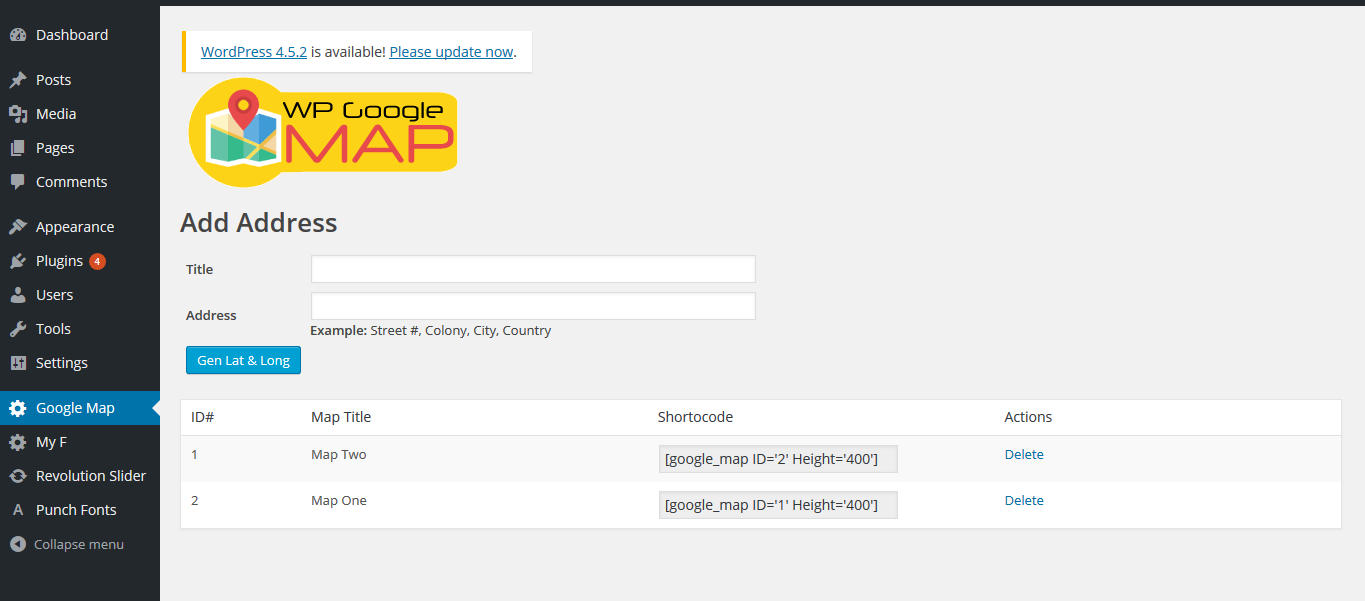 Dashboard
Posts
Media
Pages
Comments
Appearance
Plugins 4
Users
Tools
Settings
Google Map
My F
Revolution Slider
A Punch Fonts
Collapse menu
WordPress 4.5.2 is available! Please update now.
WP Google
MAP
Add Address
Title
Address
Example: Street #, Colony, City, Country
Gen Lat & Long
ID# Map Title Shortocode Actions
1 Map Two [google_map ID='2' Height='400'] Delete
2 Map One [google_map ID='1' Height='400'] Delete